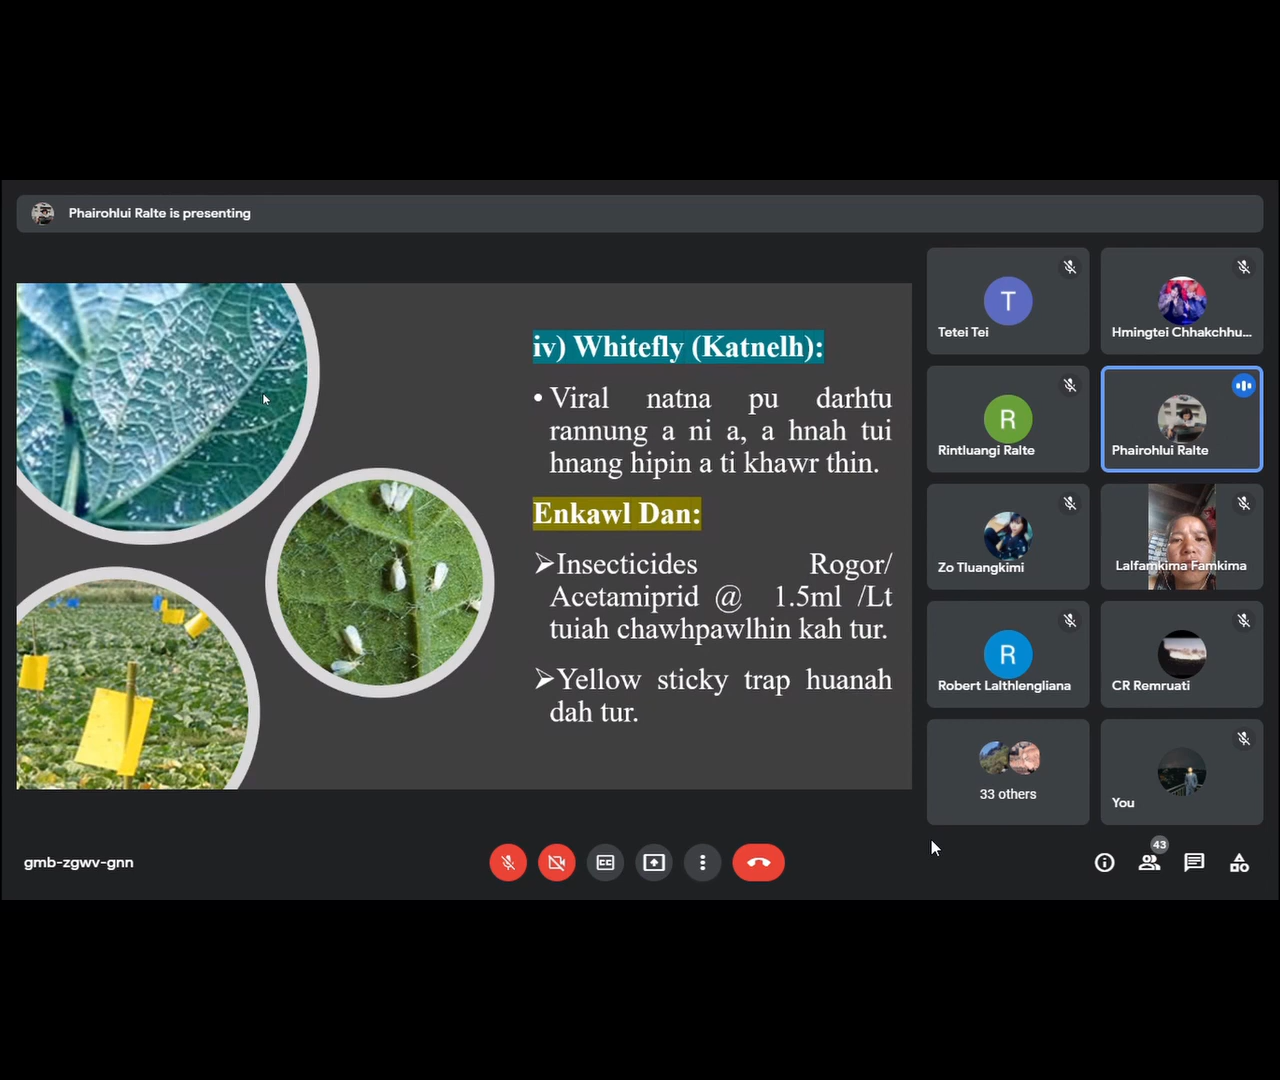 Phairohlui Ralte is presenting
iv) Whitefly (Katnelh):
• Viral natna pu darhtu
rannung a ni a, a hnah tui
hnang hipin a ti khawr thin.
Enkawl Dan:
➢Insecticides Rogor/
Acetamiprid @ 1.5ml /Lt
tuiah chawhpawlhin kah tur.
➢Yellow sticky trap huanah
dah tur.
T
Tetei Tei
Hmingtei Chhakchhu...
R
Rintluangi Ralte
Phairohlui Ralte
Zo Tluangkimi
Lalfamkima Famkima
R
Robert Lalthlengliana
CR Remruati
33 others
You
gmb-zgwv-gnn
CC
43